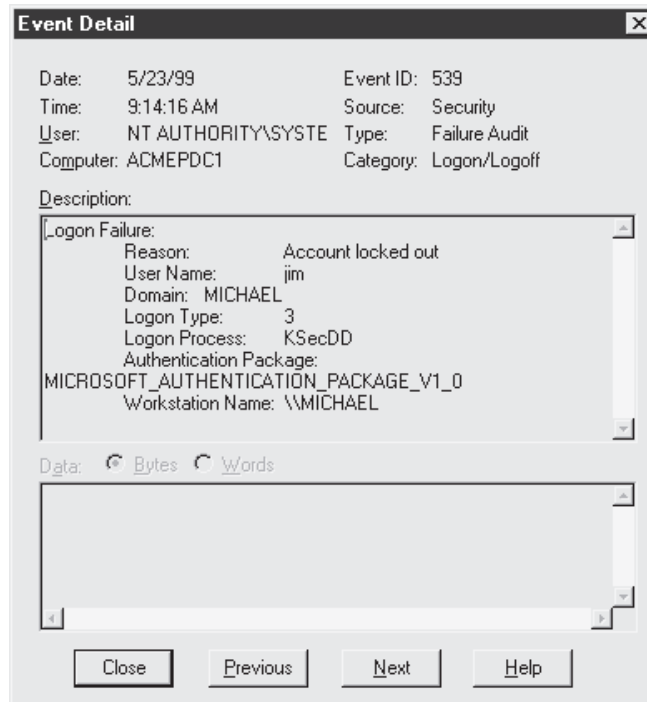 Event Detail
Date: 5/23/99 Event ID: 539
Time: 9:14:16 AM Source: Security
User: NT AUTHORITY\SYSTE Type: Failure Audit
Computer: ACMEPDC1 Category: Logon/Logoff
Description:
Logon Failure:
Reason: Account locked out
User Name: jim
Domain: MICHAEL
Logon Type: 3
Logon Process: KSecDD
Authentication Package:
MICROSOFT_AUTHENTICATION_PACKAGE_V1_0
Workstation Name: \\MICHAEL
Data: Bytes Words
Close Previous Next Help